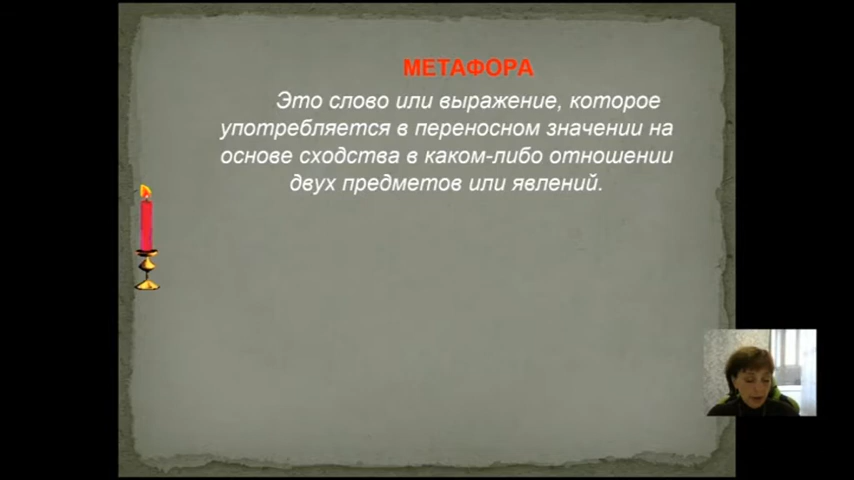 МЕТАФОРА
Это слово или выражение, которое
употребляется в переносном значении на
основе сходства в каком-либо отношении
двух предметов или явлений.